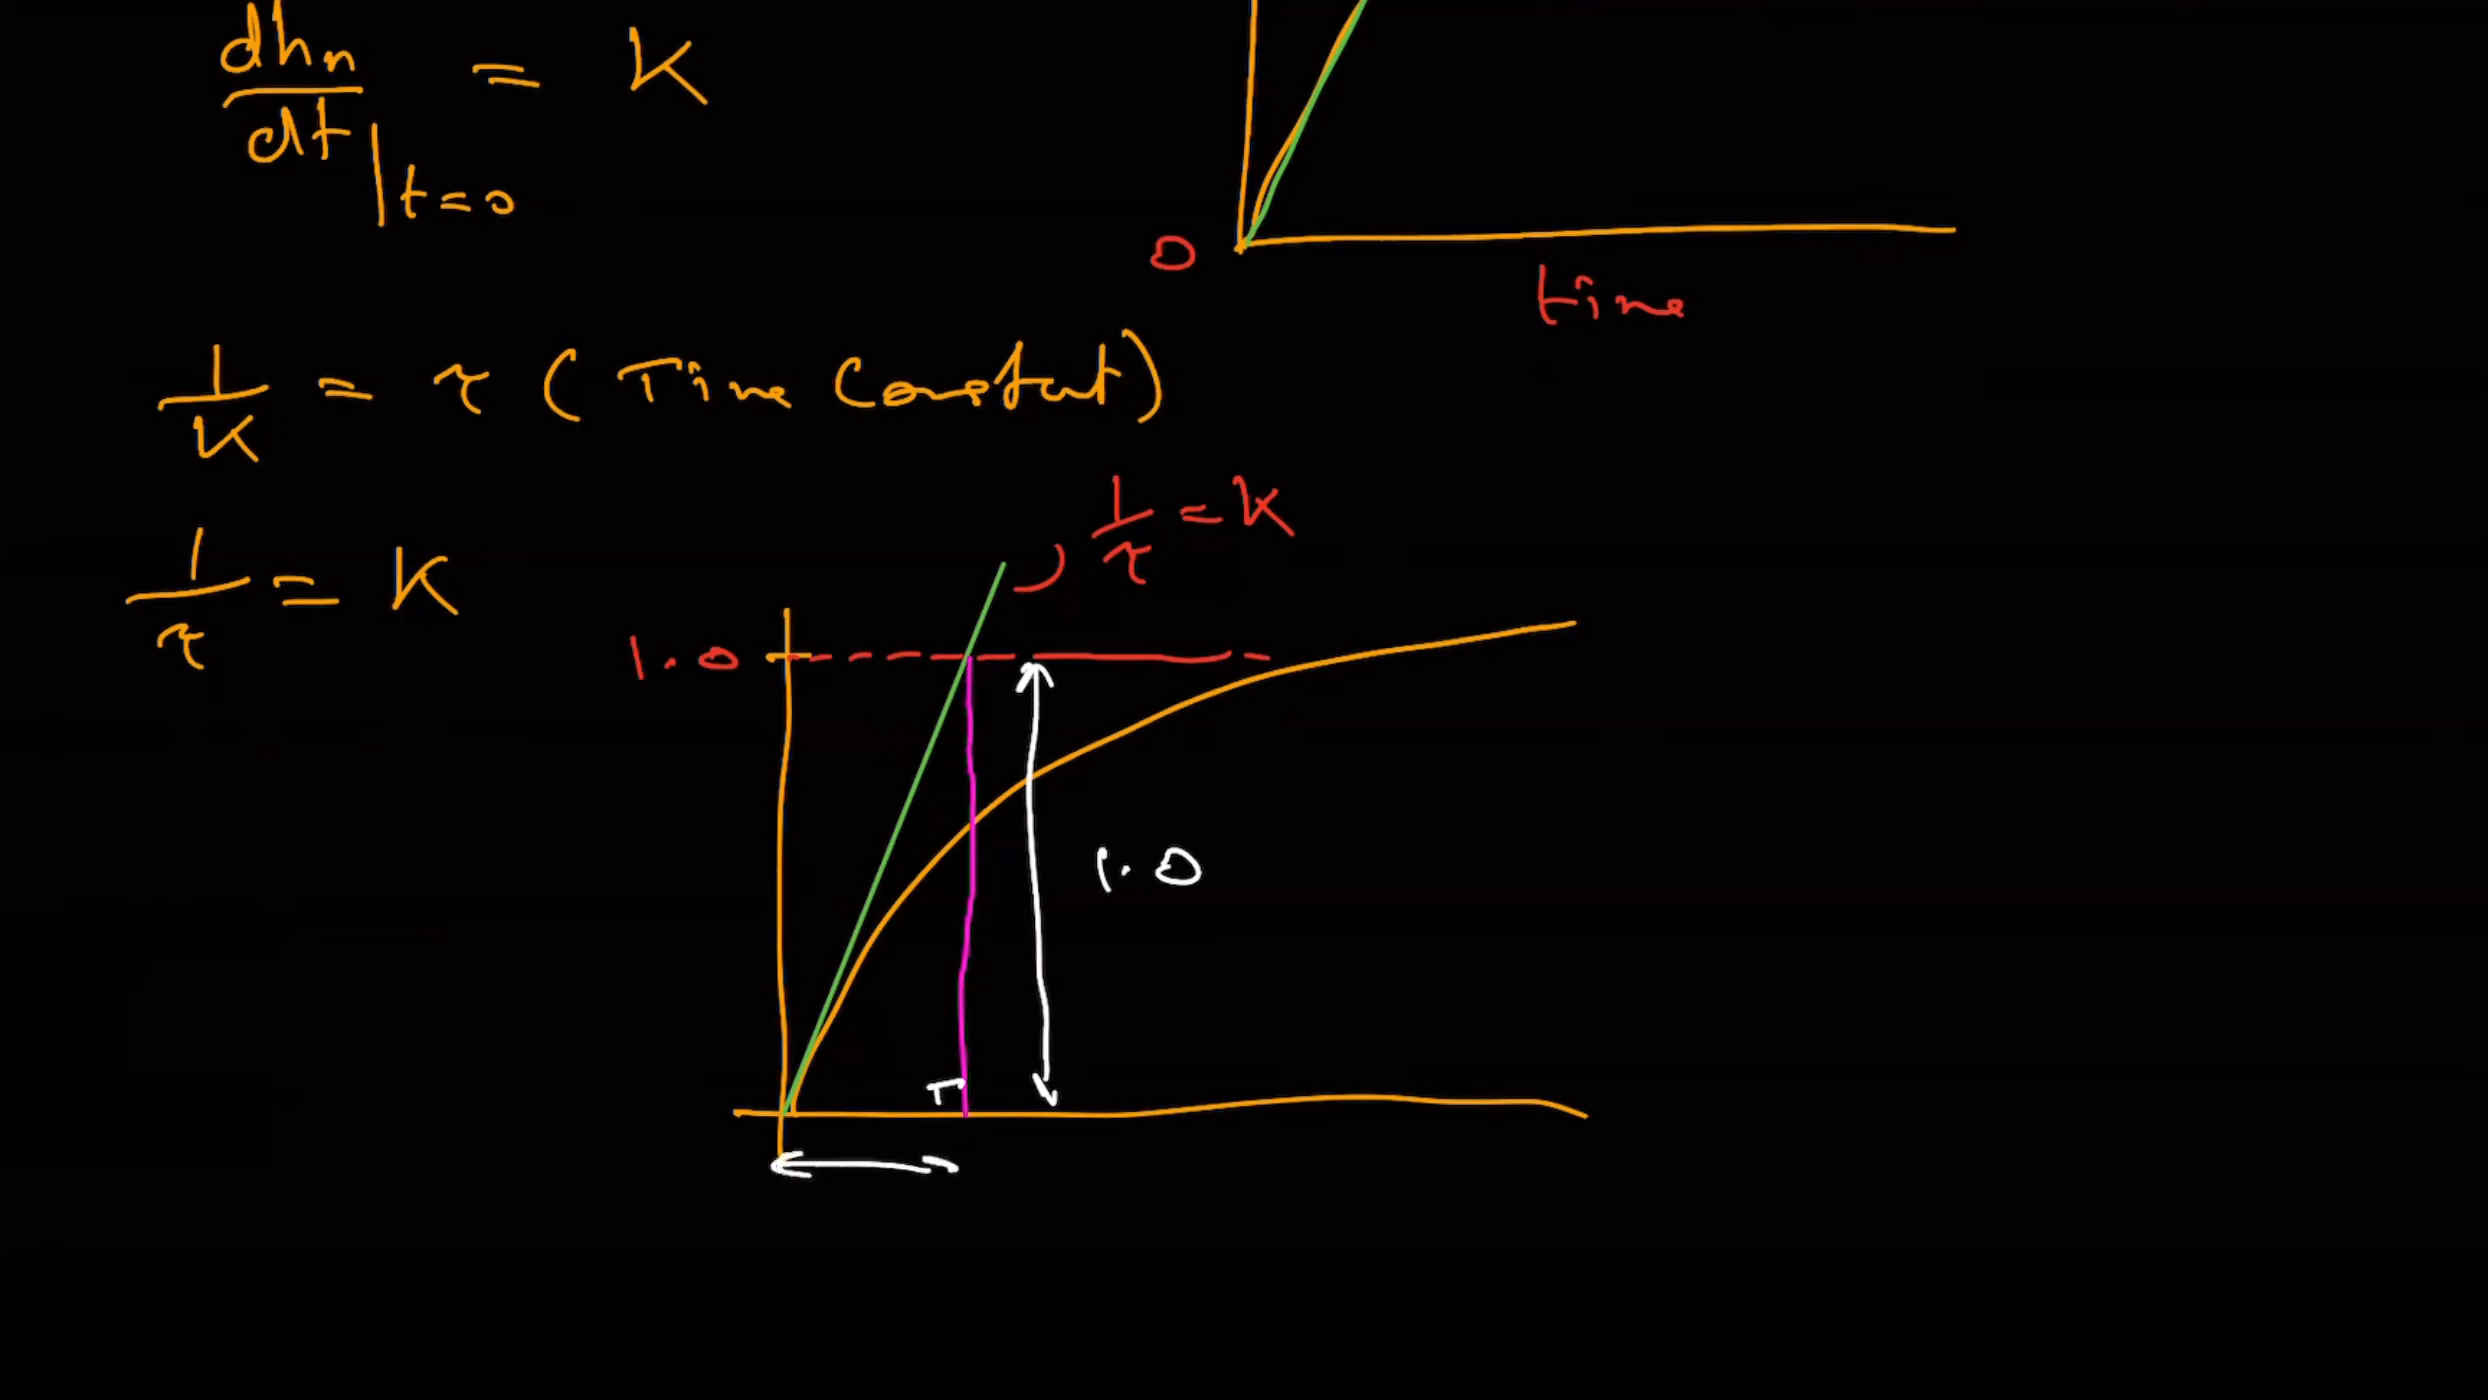 dhn/dt |t=0 = K
0
time
1/K = τ (Time Constant)
1/τ = K
1/τ = K
1.0
1.0